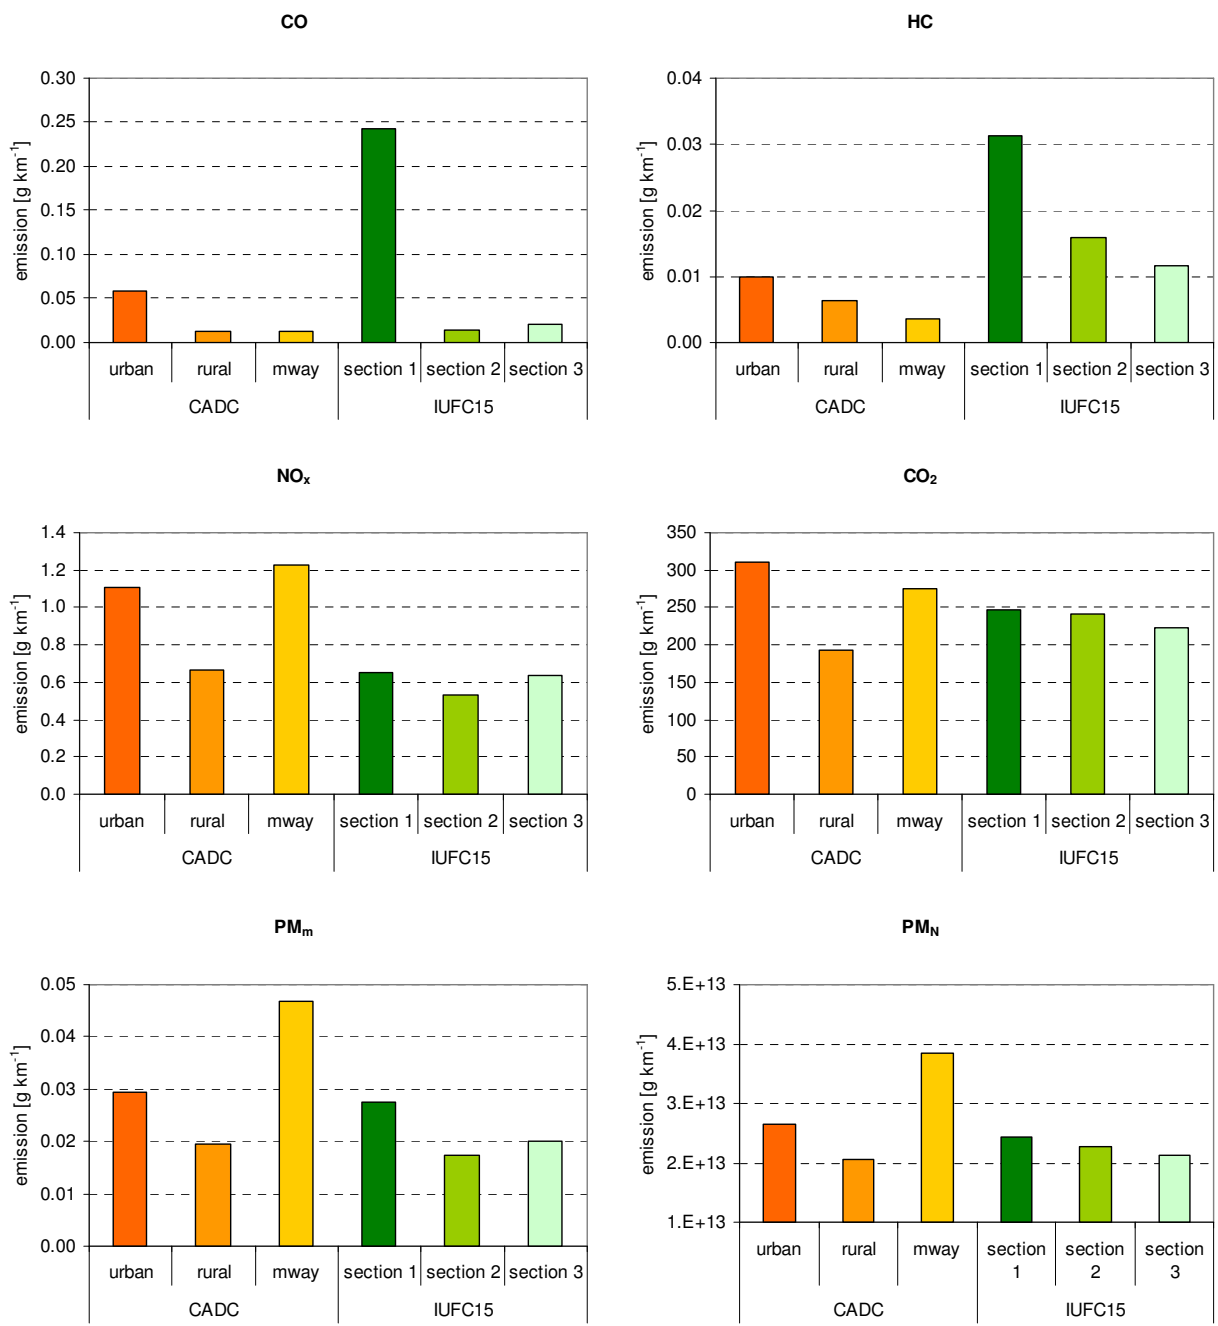 CO
emission [g km⁻¹]
0.30
0.25
0.20
0.15
0.10
0.05
0.00
urban rural mway section 1 section 2 section 3
CADC IUFC15
HC
emission [g km⁻¹]
0.04
0.03
0.02
0.01
0.00
urban rural mway section 1 section 2 section 3
CADC IUFC15
NOₓ
emission [g km⁻¹]
1.4
1.2
1.0
0.8
0.6
0.4
0.2
0.0
urban rural mway section 1 section 2 section 3
CADC IUFC15
CO₂
emission [g km⁻¹]
350
300
250
200
150
100
50
0
urban rural mway section 1 section 2 section 3
CADC IUFC15
PMₘ
emission [g km⁻¹]
0.05
0.04
0.03
0.02
0.01
0.00
urban rural mway section 1 section 2 section 3
CADC IUFC15
PM_N
emission [g km⁻¹]
5.E+13
4.E+13
3.E+13
2.E+13
1.E+13
urban rural mway section section section
1 2 3
CADC IUFC15